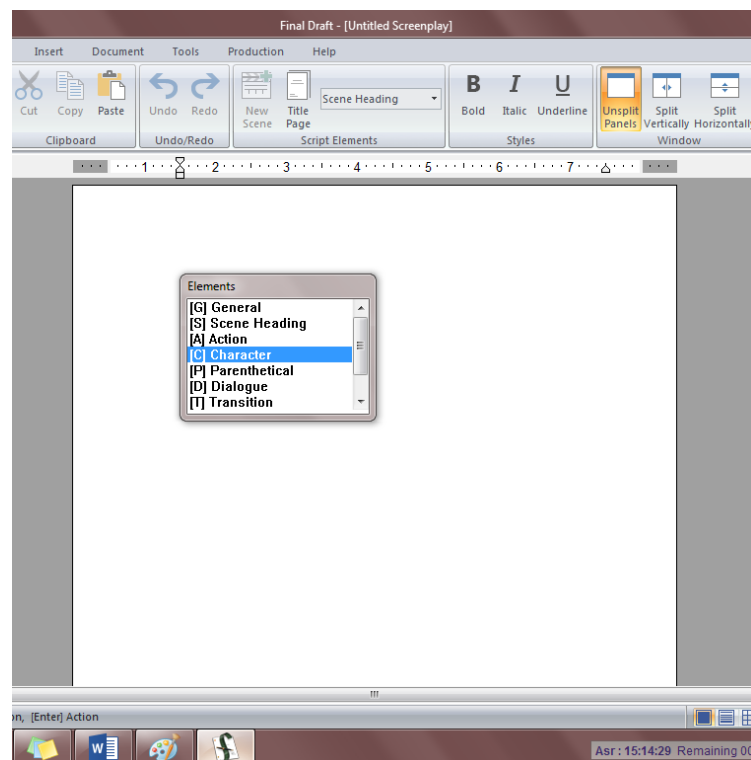 Final Draft - [Untitled Screenplay]
Insert Document Tools Production Help
Scene Heading
B I U
Cut Copy Paste Undo Redo New Scene Title Page Bold Italic Underline Unsplit Panels Split Vertically Split Horizontally
Clipboard Undo/Redo Script Elements Styles Window
1 2 3 4 5 6 7
Elements
[G] General
[S] Scene Heading
[A] Action
[C] Character
[P] Parenthetical
[D] Dialogue
[T] Transition
on, [Enter] Action
W
Asr : 15:14:29 Remaining 00